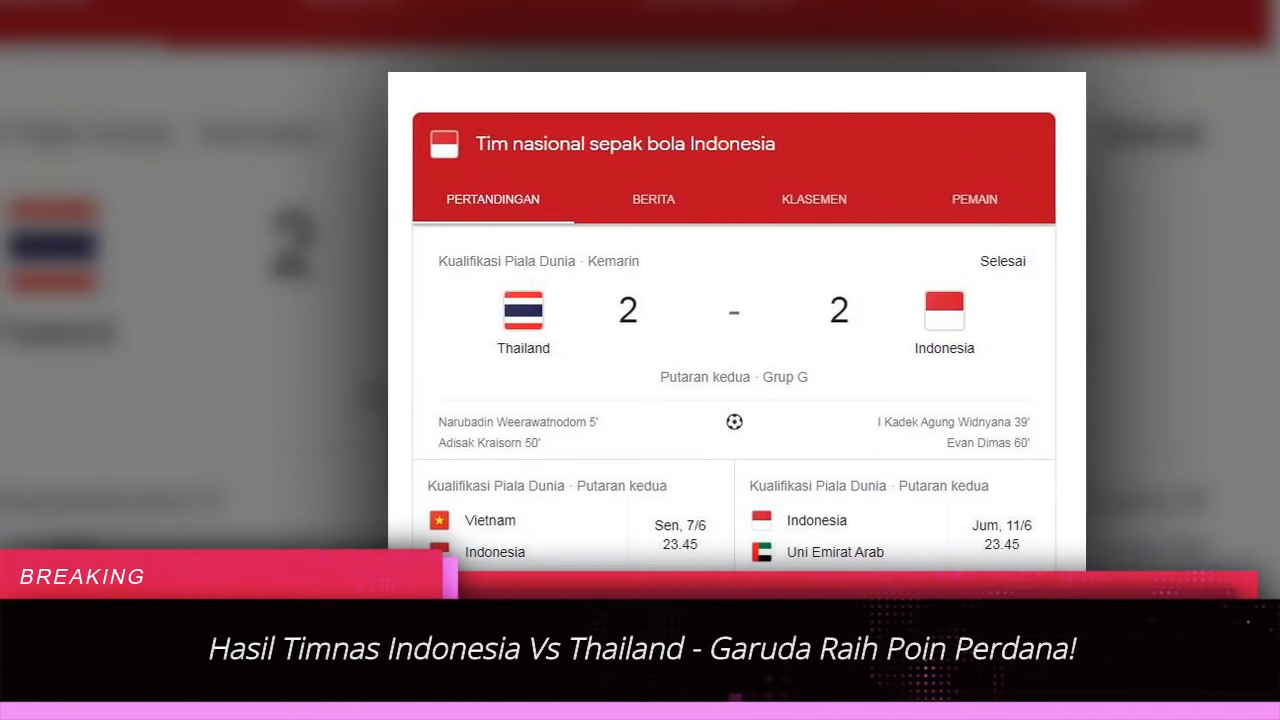 Tim nasional sepak bola Indonesia
PERTANDINGAN BERITA KLASEMEN PEMAIN
Kualifikasi Piala Dunia · Kemarin Selesai
2 - 2
Thailand Indonesia
Putaran kedua · Grup G
Narubadin Weerawatnodom 5' I Kadek Agung Widnyana 39'
Adisak Kraisorn 50' Evan Dimas 60'
Kualifikasi Piala Dunia · Putaran kedua Kualifikasi Piala Dunia · Putaran kedua
Vietnam Sen, 7/6 Indonesia Jum, 11/6
Indonesia 23.45 Uni Emirat Arab 23.45
BREAKING
Hasil Timnas Indonesia Vs Thailand - Garuda Raih Poin Perdana!
2